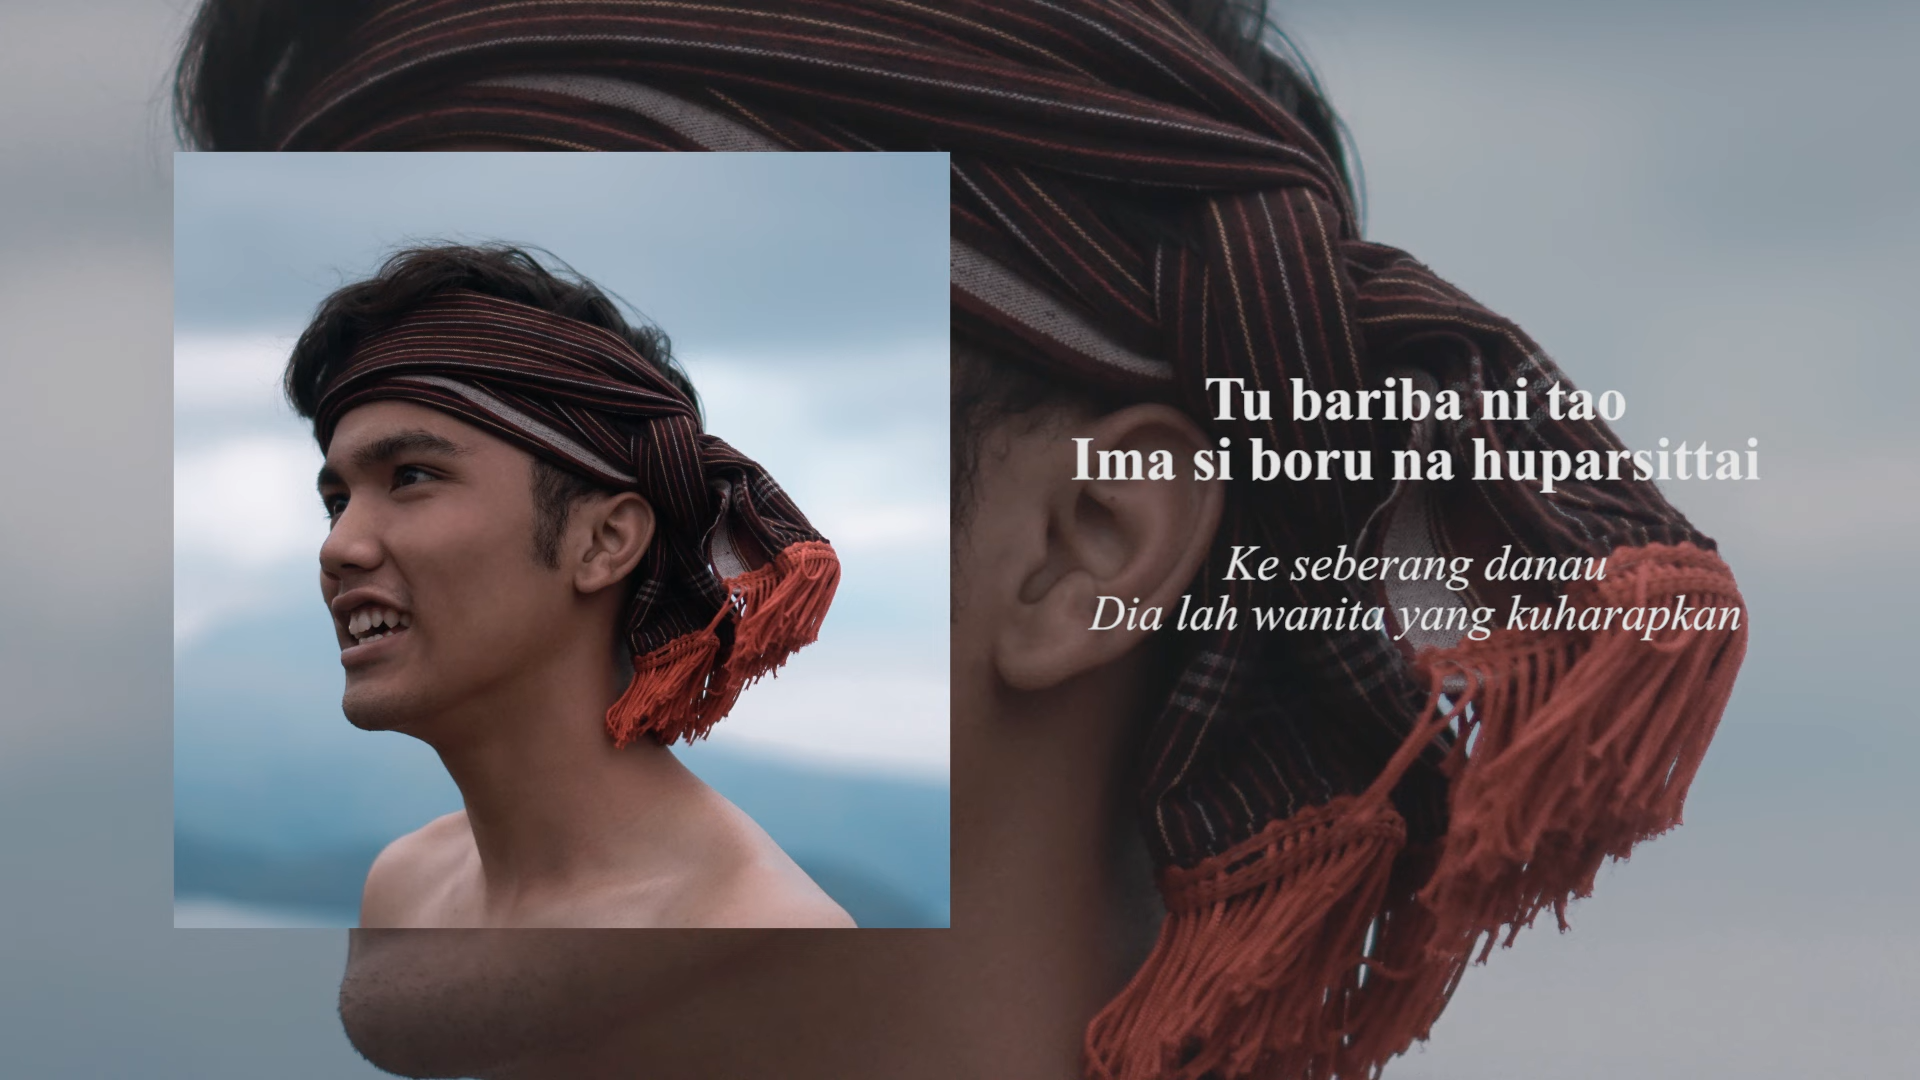 Tu bariba ni tao
Ima si boru na huparsittai
Ke seberang danau
Dia lah wanita yang kuharapkan